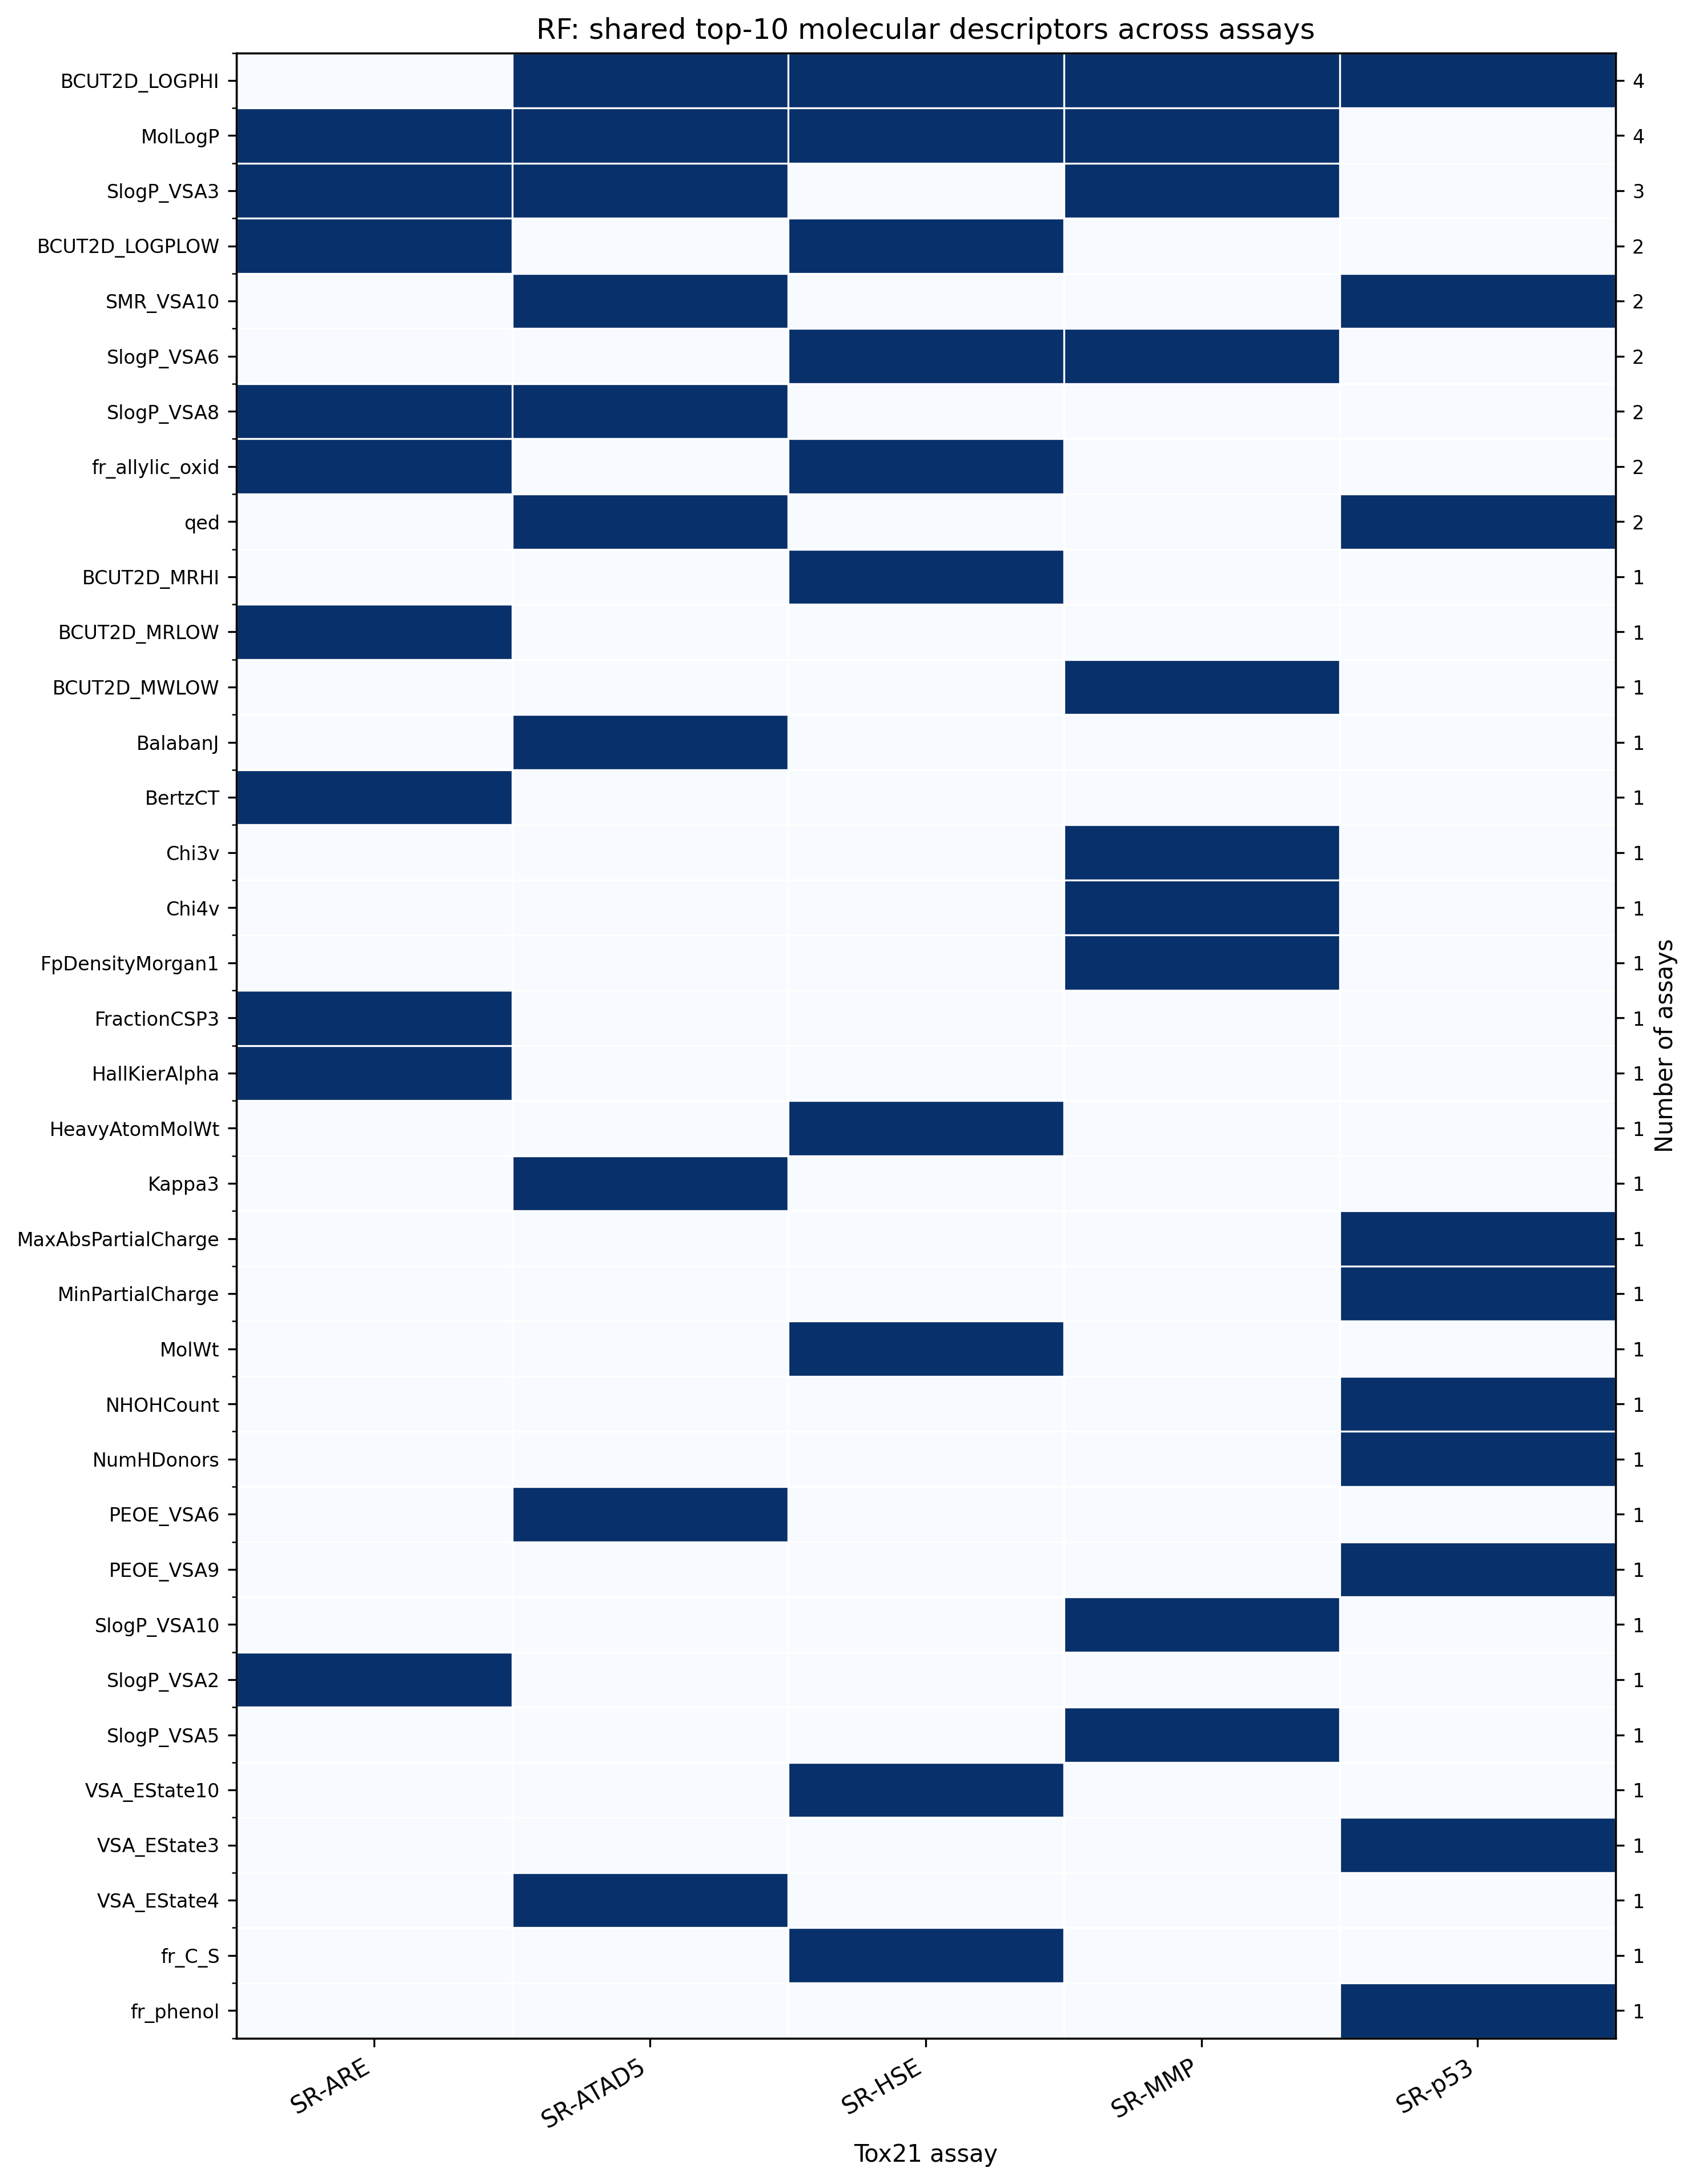 RF: shared top-10 molecular descriptors across assays
BCUT2D_LOGPHI 4
MolLogP 4
SlogP_VSA3 3
BCUT2D_LOGPLOW 2
SMR_VSA10 2
SlogP_VSA6 2
SlogP_VSA8 2
fr_allylic_oxid 2
qed 2
BCUT2D_MRHI 1
BCUT2D_MRLOW 1
BCUT2D_MWLOW 1
BalabanJ 1
BertzCT 1
Chi3v 1
Chi4v 1
FpDensityMorgan1 1
FractionCSP3 1
HallKierAlpha 1
HeavyAtomMolWt 1
Kappa3 1
MaxAbsPartialCharge 1
MinPartialCharge 1
MolWt 1
NHOHCount 1
NumHDonors 1
PEOE_VSA6 1
PEOE_VSA9 1
SlogP_VSA10 1
SlogP_VSA2 1
SlogP_VSA5 1
VSA_EState10 1
VSA_EState3 1
VSA_EState4 1
fr_C_S 1
fr_phenol 1
Number of assays
SR-ARE SR-ATAD5 SR-HSE SR-MMP SR-p53
Tox21 assay